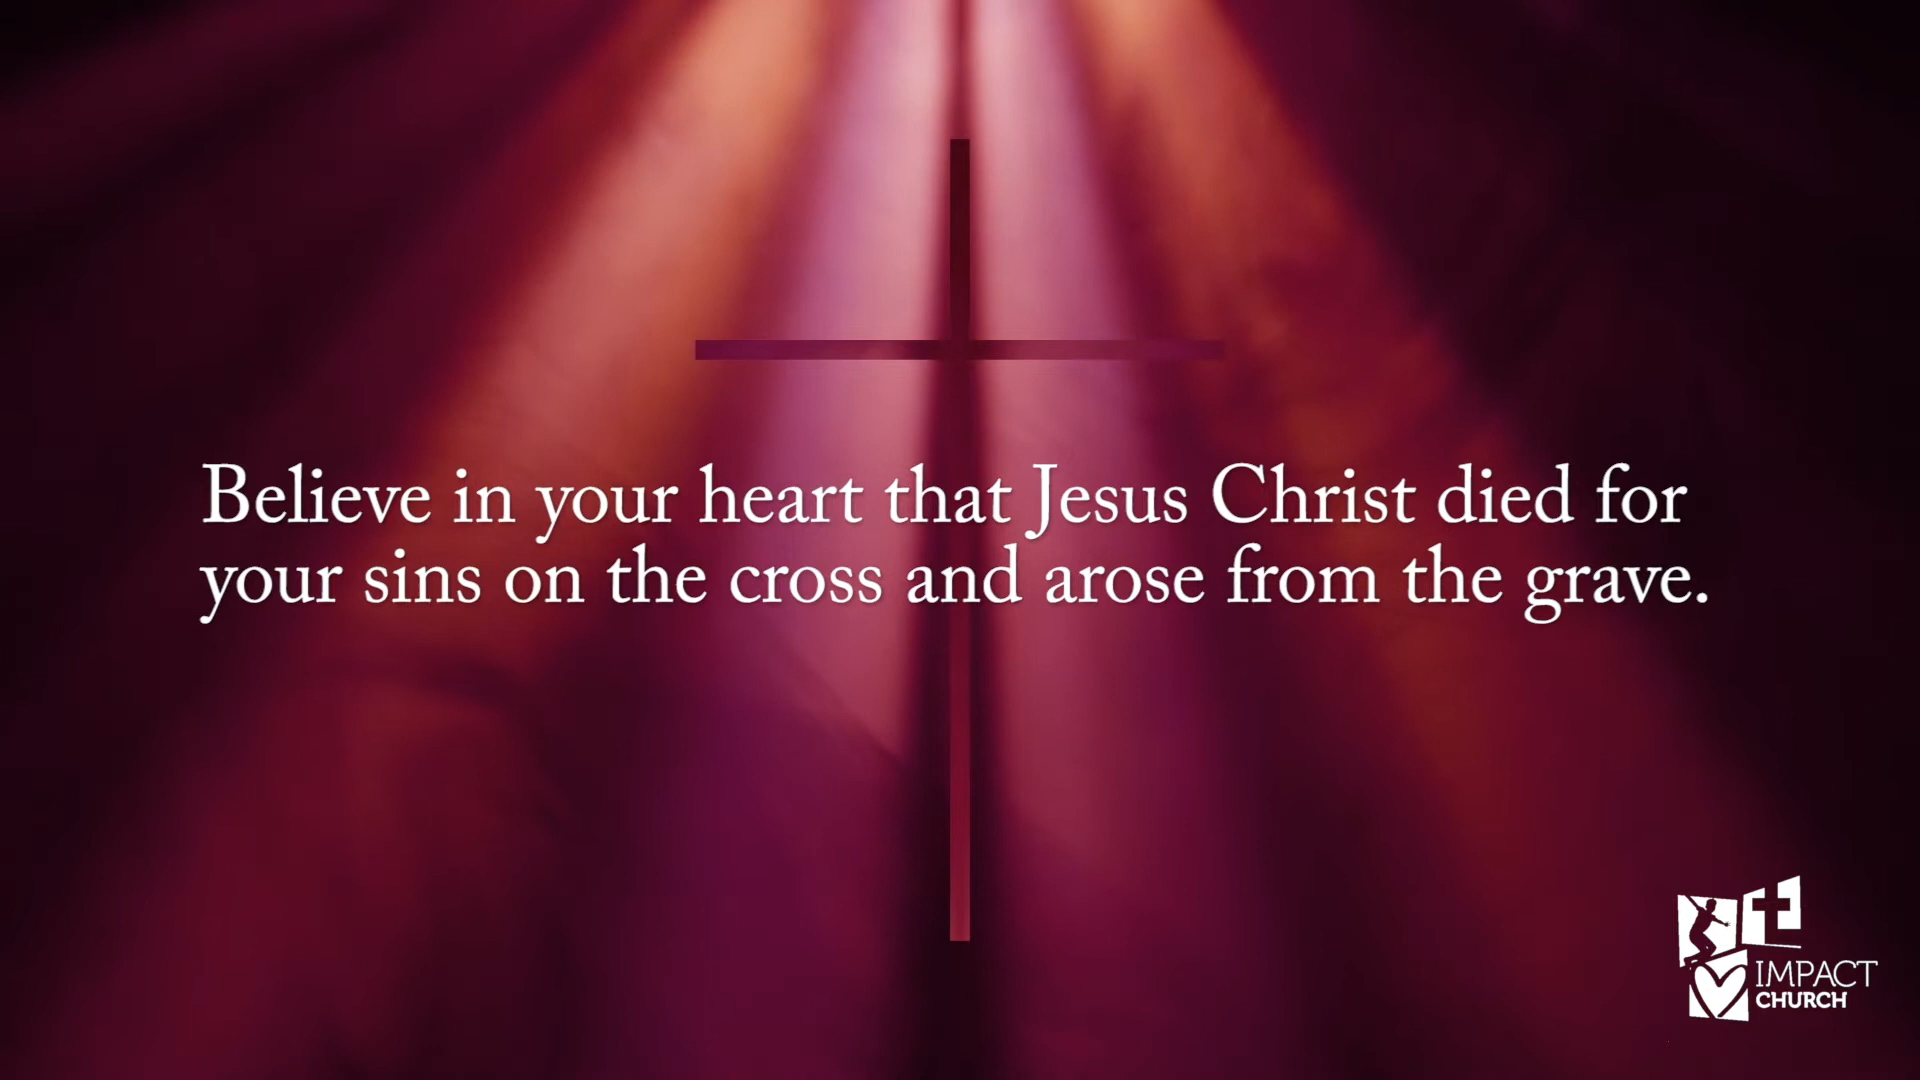 Believe in your heart that Jesus Christ died for
your sins on the cross and arose from the grave.
IMPACT
CHURCH